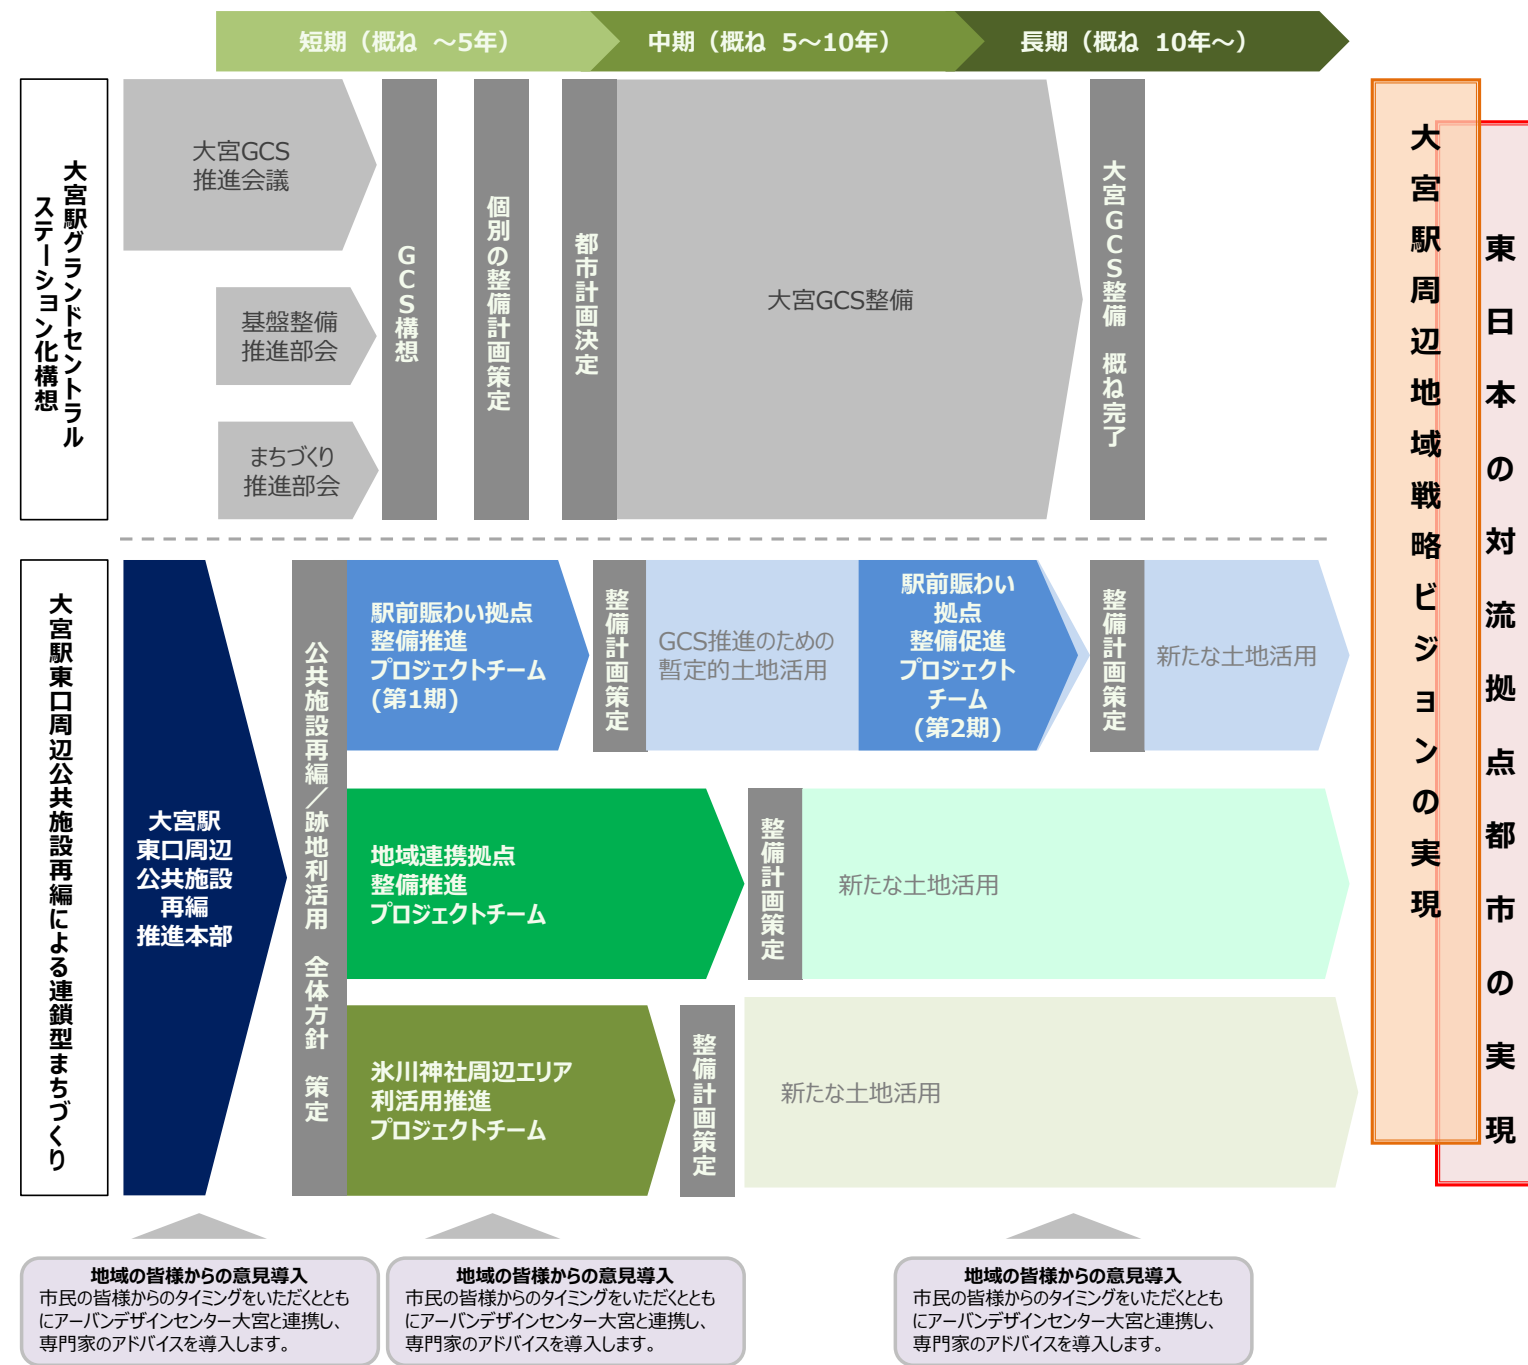 短期（概ね ～5年）
中期（概ね 5～10年）
長期（概ね 10年～）
大宮駅グランドセントラル
ステーション化構想
大宮GCS
推進会議
基盤整備
推進部会
まちづくり
推進部会
GCS構想
個別の整備計画策定
都市計画決定
大宮GCS整備
大宮GCS整備 概ね完了
大宮駅東口周辺公共施設再編による連鎖型まちづくり
大宮駅
東口周辺
公共施設
再編
推進本部
公共施設再編／跡地利活用 全体方針 策定
駅前賑わい拠点
整備推進
プロジェクトチーム
(第1期)
整備計画策定
GCS推進のための
暫定的土地活用
駅前賑わい
拠点
整備促進
プロジェクト
チーム
(第2期)
整備計画策定
新たな土地活用
地域連携拠点
整備推進
プロジェクトチーム
整備計画策定
新たな土地活用
氷川神社周辺エリア
利活用推進
プロジェクトチーム
整備計画策定
新たな土地活用
大宮駅周辺地域戦略ビジョンの実現
東日本の対流拠点都市の実現
地域の皆様からの意見導入
市民の皆様からのタイミングをいただくととも
にアーバンデザインセンター大宮と連携し、
専門家のアドバイスを導入します。
地域の皆様からの意見導入
市民の皆様からのタイミングをいただくととも
にアーバンデザインセンター大宮と連携し、
専門家のアドバイスを導入します。
地域の皆様からの意見導入
市民の皆様からのタイミングをいただくととも
にアーバンデザインセンター大宮と連携し、
専門家のアドバイスを導入します。